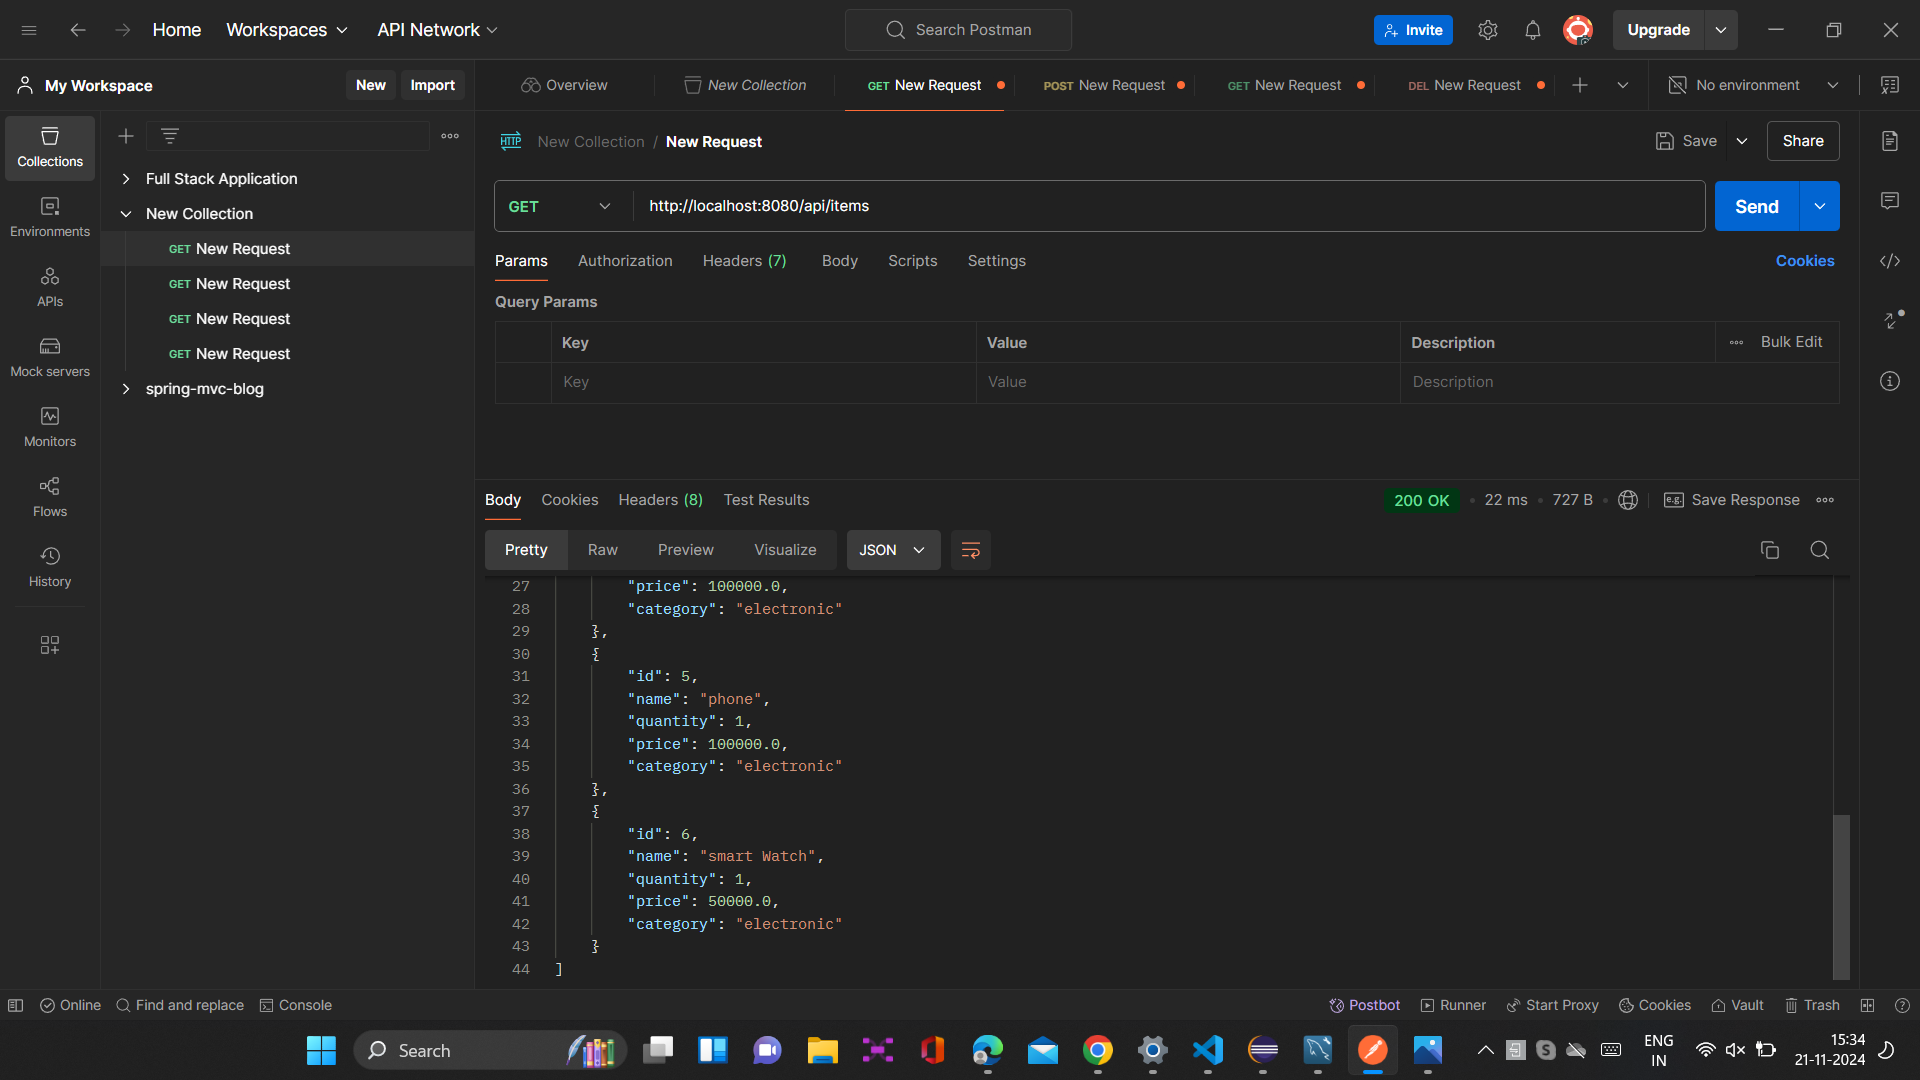 Home
Workspaces
API Network
Search Postman
Invite
Upgrade
My Workspace
New
Import
Overview
New Collection
GET New Request
POST New Request
GET New Request
DEL New Request
No environment
Collections
Environments
APIs
Mock servers
Monitors
Flows
History
Full Stack Application
New Collection
GET New Request
GET New Request
GET New Request
GET New Request
spring-mvc-blog
HTTP New Collection / New Request
Save
Share
GET
http://localhost:8080/api/items
Send
Params
Authorization
Headers (7)
Body
Scripts
Settings
Cookies
Query Params
Key Value Description Bulk Edit
Key Value Description
Body
Cookies
Headers (8)
Test Results
200 OK
22 ms
727 B
e.g. Save Response
Pretty
Raw
Preview
Visualize
JSON
27 "price": 100000.0,
28 "category": "electronic"
29 },
30 {
31 "id": 5,
32 "name": "phone",
33 "quantity": 1,
34 "price": 100000.0,
35 "category": "electronic"
36 },
37 {
38 "id": 6,
39 "name": "smart Watch",
40 "quantity": 1,
41 "price": 50000.0,
42 "category": "electronic"
43 }
44 ]
Online
Find and replace
Console
Postbot
Runner
Start Proxy
Cookies
Vault
Trash
Search
ENG
IN
15:34
21-11-2024